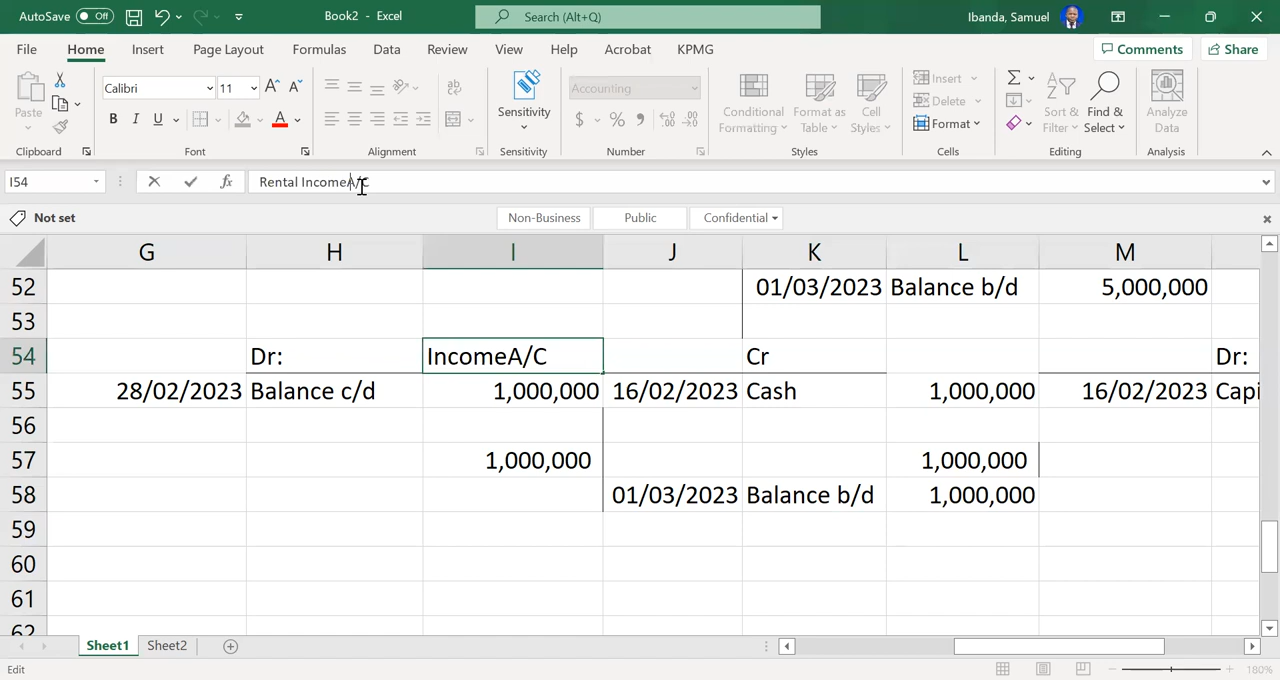 AutoSave Off Book2 - Excel Search (Alt+Q) Ibanda, Samuel
File Home Insert Page Layout Formulas Data Review View Help Acrobat KPMG Comments Share
Calibri 11 Accounting Insert Σ
Paste Sensitivity Conditional Format as Cell Delete Sort & Find & Analyze
B I U A $ % Formatting Table Styles Format Filter Select Data
Clipboard Font Alignment Sensitivity Number Styles Cells Editing Analysis
I54 fx Rental IncomeA/C
Not set Non-Business Public Confidential
G H I J K L M
52 01/03/2023 Balance b/d 5,000,000
53
54 Dr: IncomeA/C Cr Dr:
55 28/02/2023 Balance c/d 1,000,000 16/02/2023 Cash 1,000,000 16/02/2023 Capi
56
57 1,000,000 1,000,000
58 01/03/2023 Balance b/d 1,000,000
59
60
61
62
Sheet1 Sheet2
Edit 180%